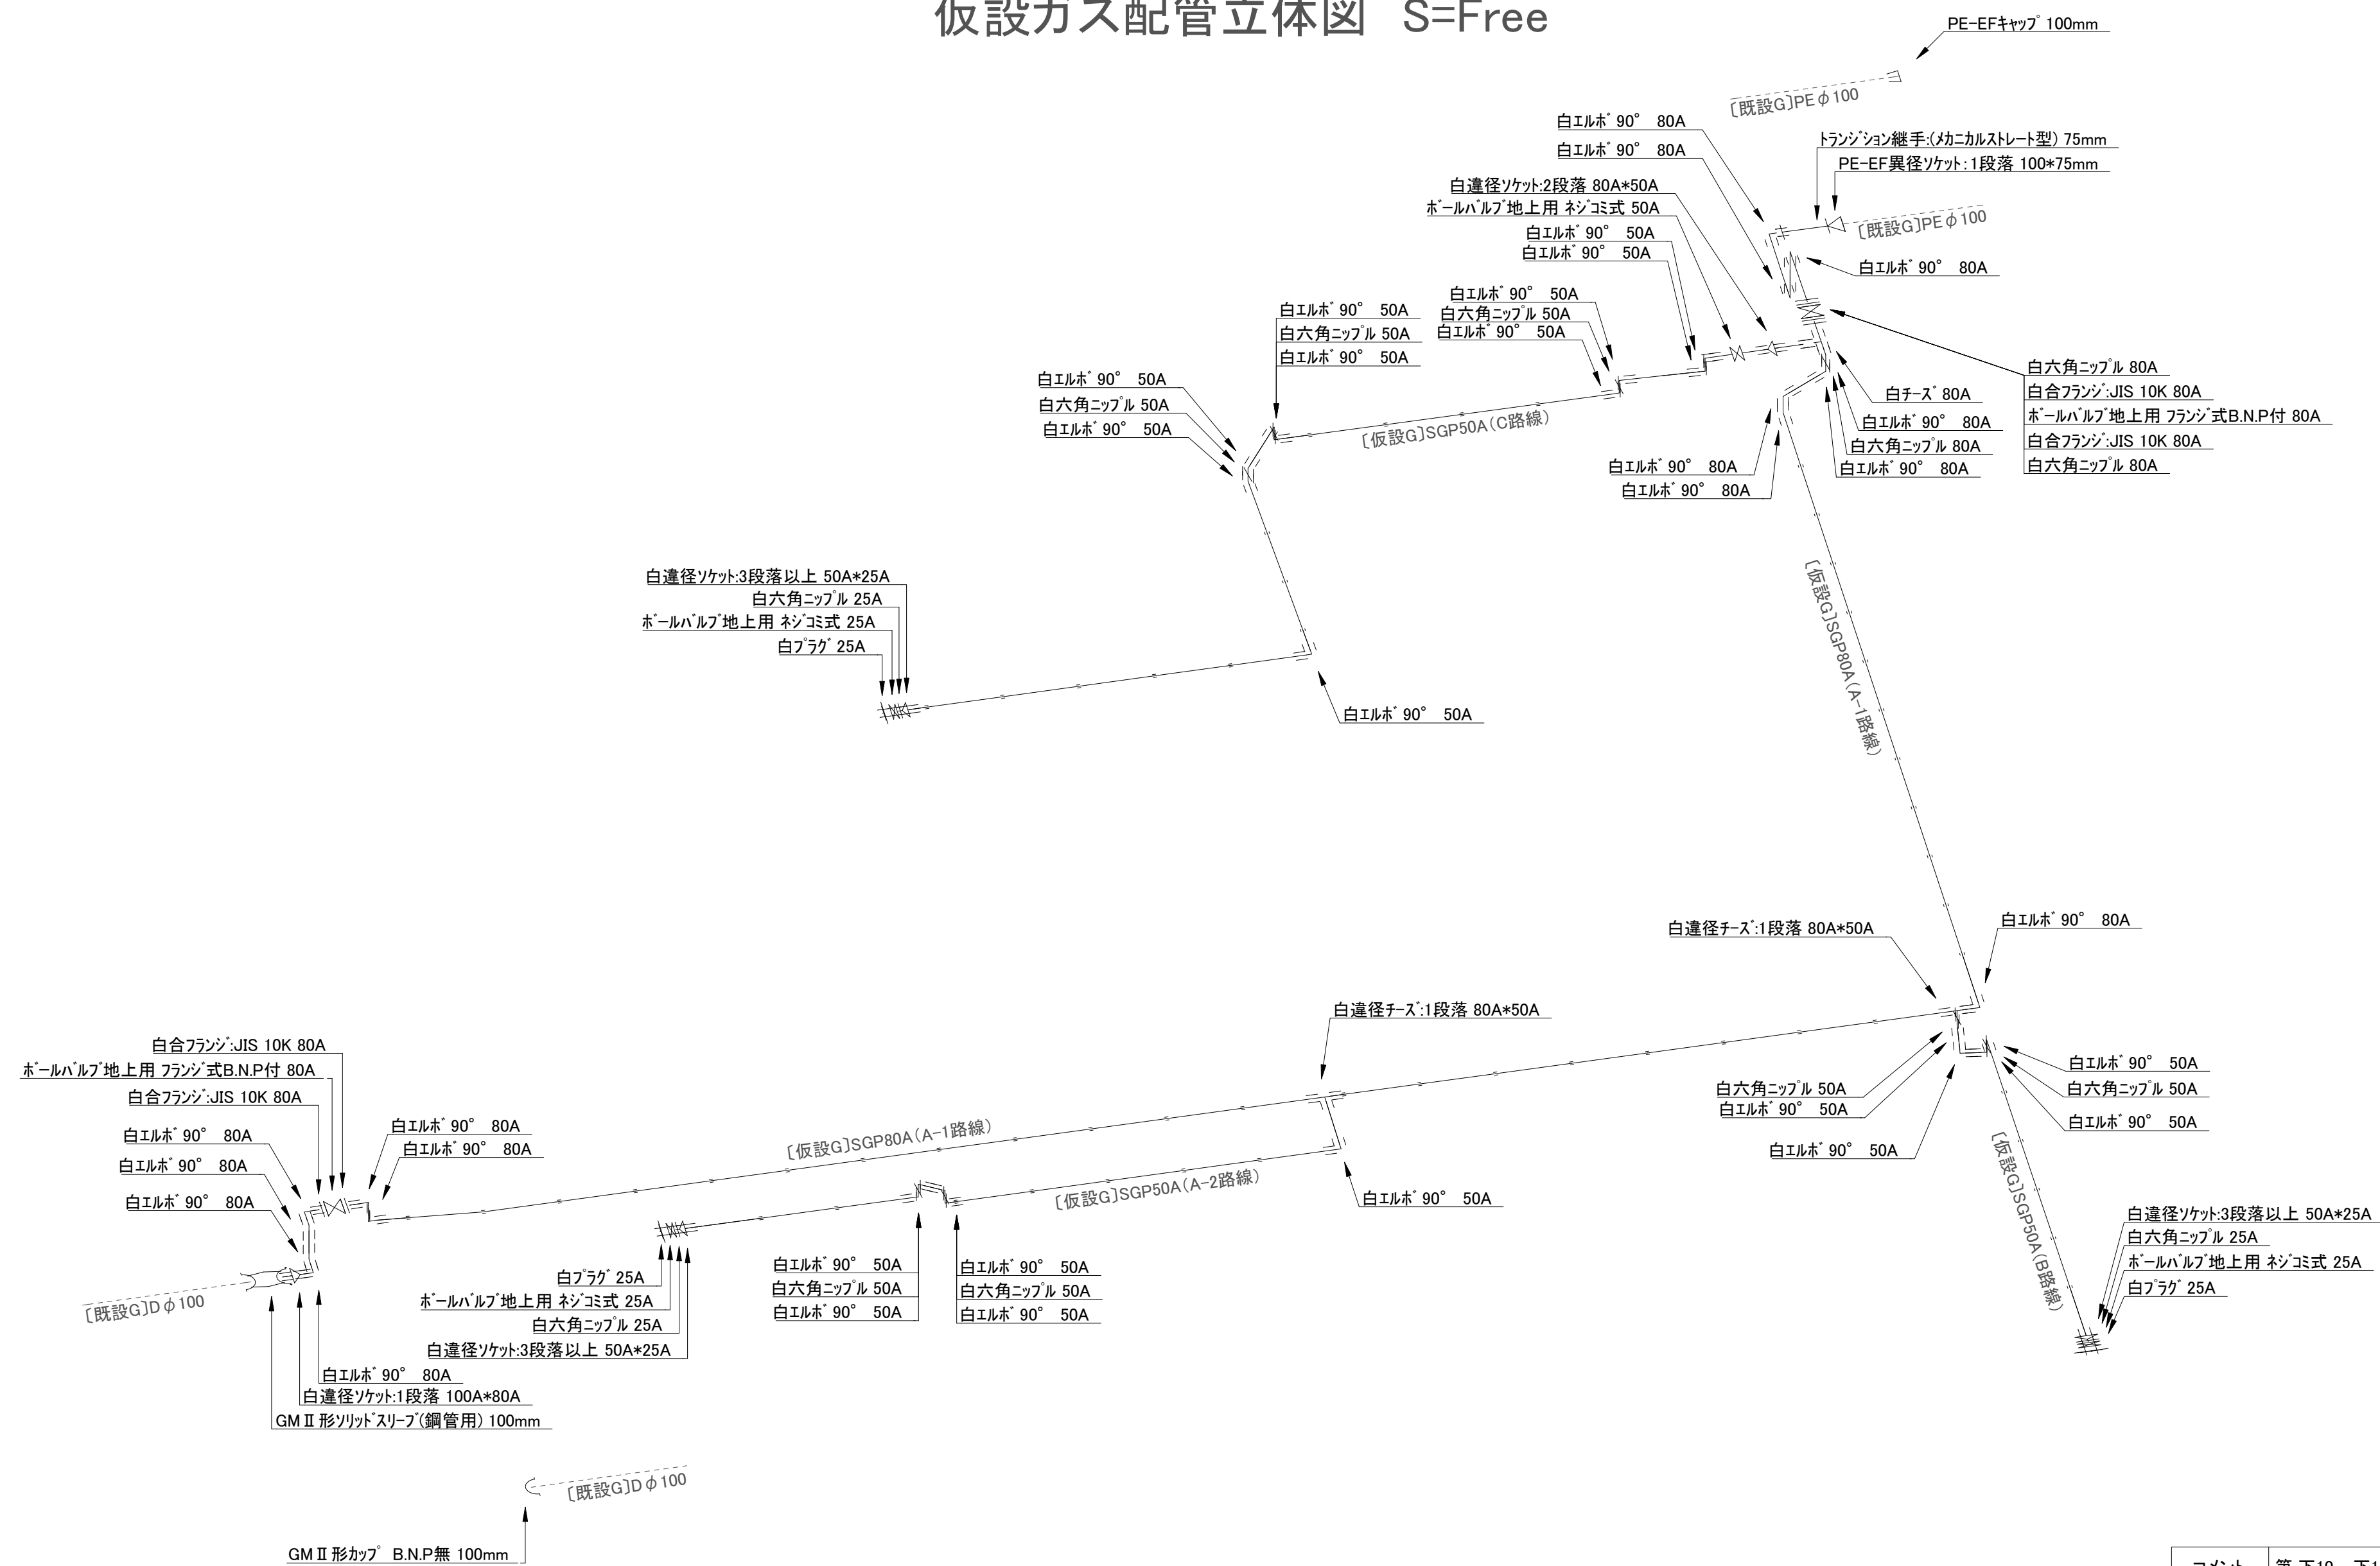 仮設ガス配管立体図　S=Free
PE-EFキャップ 100mm
〔既設G〕PEφ100
白エルボ 90°　80A
白エルボ 90°　80A
トランジション継手:(メカニカルストレート型) 75mm
PE-EF異径ソケット:1段落 100*75mm
白違径ソケット:2段落 80A*50A
ボールバルブ地上用 ネジコミ式 50A
〔既設G〕PEφ100
白エルボ 90°　50A
白エルボ 90°　50A
白エルボ 90°　80A
白エルボ 90°　50A
白六角ニップル 50A
白エルボ 90°　50A
白エルボ 90°　50A
白六角ニップル 50A
白エルボ 90°　50A
白エルボ 90°　50A
白六角ニップル 50A
白エルボ 90°　50A
〔仮設G〕SGP50A(C路線)
白六角ニップル 80A
白合フランジ:JIS 10K 80A
ボールバルブ地上用 フランジ式B.N.P付 80A
白合フランジ:JIS 10K 80A
白六角ニップル 80A
白チーズ 80A
白エルボ 90°　80A
白六角ニップル 80A
白エルボ 90°　80A
白エルボ 90°　80A
白エルボ 90°　80A
〔仮設G〕SGP80A(A-1路線)
白違径ソケット:3段落以上 50A*25A
白六角ニップル 25A
ボールバルブ地上用 ネジコミ式 25A
白プラグ 25A
白エルボ 90°　50A
白違径チーズ:1段落 80A*50A
白エルボ 90°　80A
白違径チーズ:1段落 80A*50A
白合フランジ:JIS 10K 80A
ボールバルブ地上用 フランジ式B.N.P付 80A
白合フランジ:JIS 10K 80A
白エルボ 90°　80A
白エルボ 90°　80A
白エルボ 90°　80A
白エルボ 90°　80A
白エルボ 90°　80A
〔仮設G〕SGP80A(A-1路線)
〔仮設G〕SGP50A(A-2路線)
白六角ニップル 50A
白エルボ 90°　50A
白エルボ 90°　50A
白エルボ 90°　50A
白六角ニップル 50A
白エルボ 90°　50A
白エルボ 90°　50A
〔仮設G〕SGP50A(B路線)
白違径ソケット:3段落以上 50A*25A
白六角ニップル 25A
ボールバルブ地上用 ネジコミ式 25A
白プラグ 25A
〔既設G〕Dφ100
白プラグ 25A
ボールバルブ地上用 ネジコミ式 25A
白六角ニップル 25A
白違径ソケット:3段落以上 50A*25A
白エルボ 90°　50A
白六角ニップル 50A
白エルボ 90°　50A
白エルボ 90°　50A
白六角ニップル 50A
白エルボ 90°　50A
白エルボ 90°　80A
白違径ソケット:1段落 100A*80A
GMⅡ形ソリッドスリーブ(鋼管用) 100mm
〔既設G〕Dφ100
GMⅡ形カップ　B.N.P無 100mm